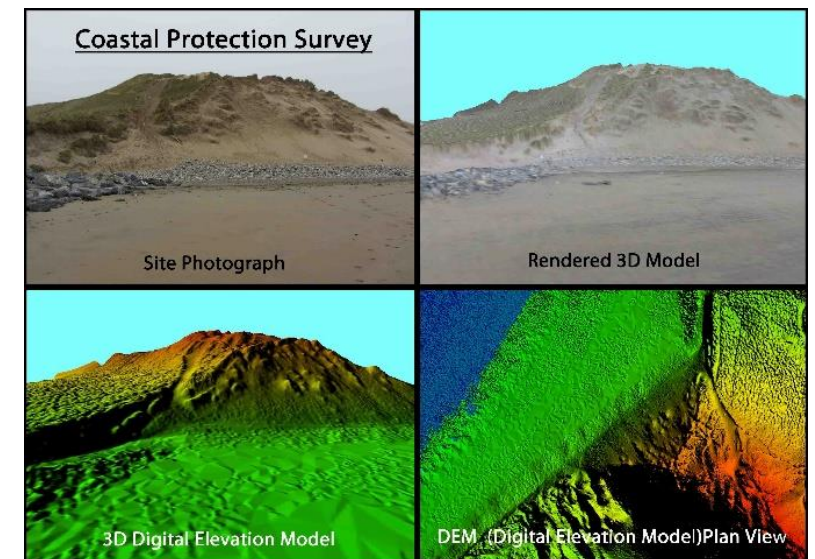 Coastal Protection Survey
Site Photograph
Rendered 3D Model
3D Digital Elevation Model
DEM (Digital Elevation Model)Plan View